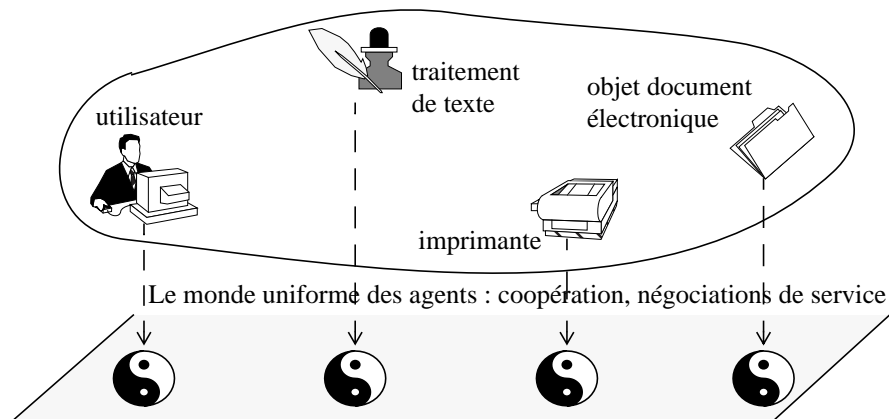 traitement
de texte
objet document
électronique
utilisateur
imprimante
Le monde uniforme des agents : coopération, négociations de service